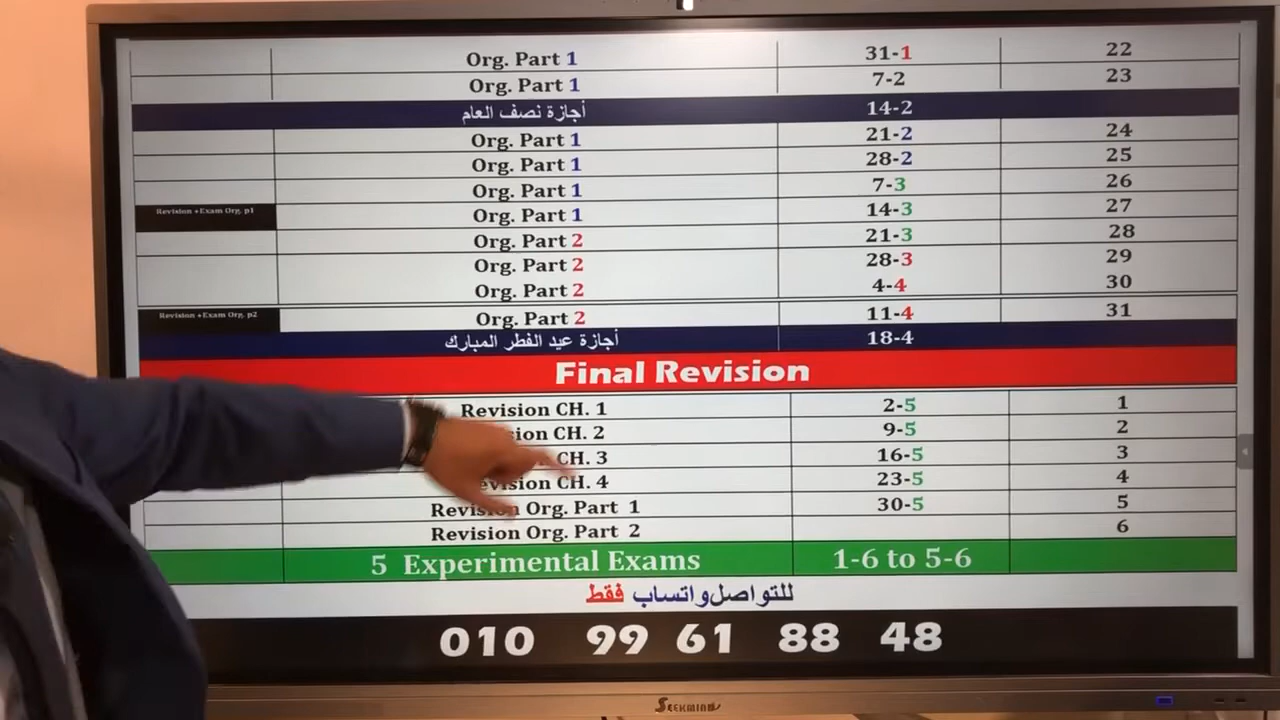 Org. Part 1 31-1 22
Org. Part 1 7-2 23
أجازة نصف العام 14-2
Org. Part 1 21-2 24
Org. Part 1 28-2 25
Org. Part 1 7-3 26
Revision +Exam Org. p1 Org. Part 1 14-3 27
Org. Part 2 21-3 28
Org. Part 2 28-3 29
Org. Part 2 4-4 30
Revision +Exam Org. p2 Org. Part 2 11-4 31
أجازة عيد الفطر المبارك 18-4
Final Revision
Revision CH. 1 2-5 1
ion CH. 2 9-5 2
CH. 3 16-5 3
evision CH. 4 23-5 4
Revision Org. Part 1 30-5 5
Revision Org. Part 2 6
5 Experimental Exams 1-6 to 5-6
للتواصل واتساب فقط
010 99 61 88 48
SEEKMINDS